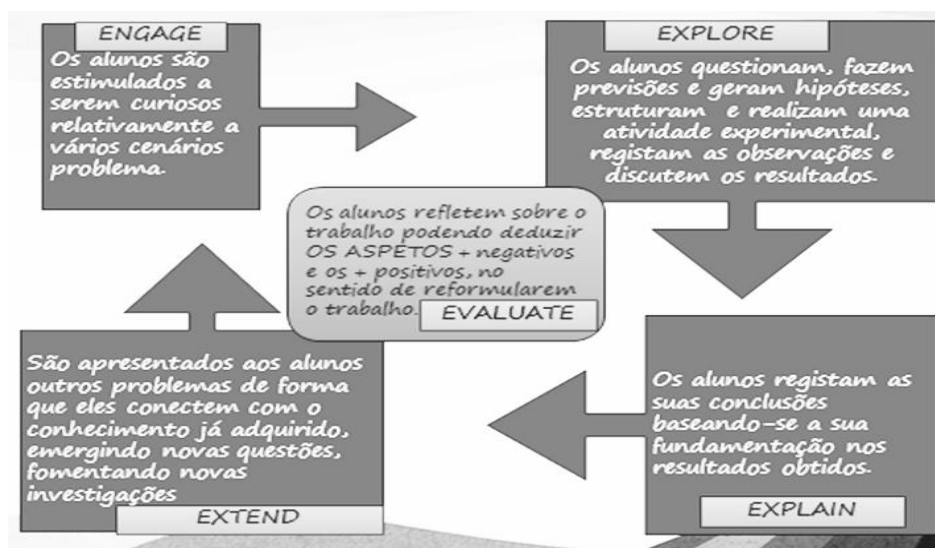 ENGAGE
Os alunos são
estimulados a
serem curiosos
relativamente a
vários cenários
problema.
EXPLORE
Os alunos questionam, fazem
previsões e geram hipóteses,
estruturam e realizam uma
atividade experimental,
registam as observações e
discutem os resultados.
Os alunos refletem sobre o
trabalho podendo deduzir
OS ASPETOS + negativos
e os + positivos, no
sentido de reformularem
o trabalho.
EVALUATE
São apresentados aos alunos
outros problemas de forma
que eles conectem com o
conhecimento já adquirido,
emergindo novas questões,
fomentando novas
investigações
EXTEND
Os alunos registam as
suas conclusões
baseando-se a sua
fundamentação nos
resultados obtidos.
EXPLAIN